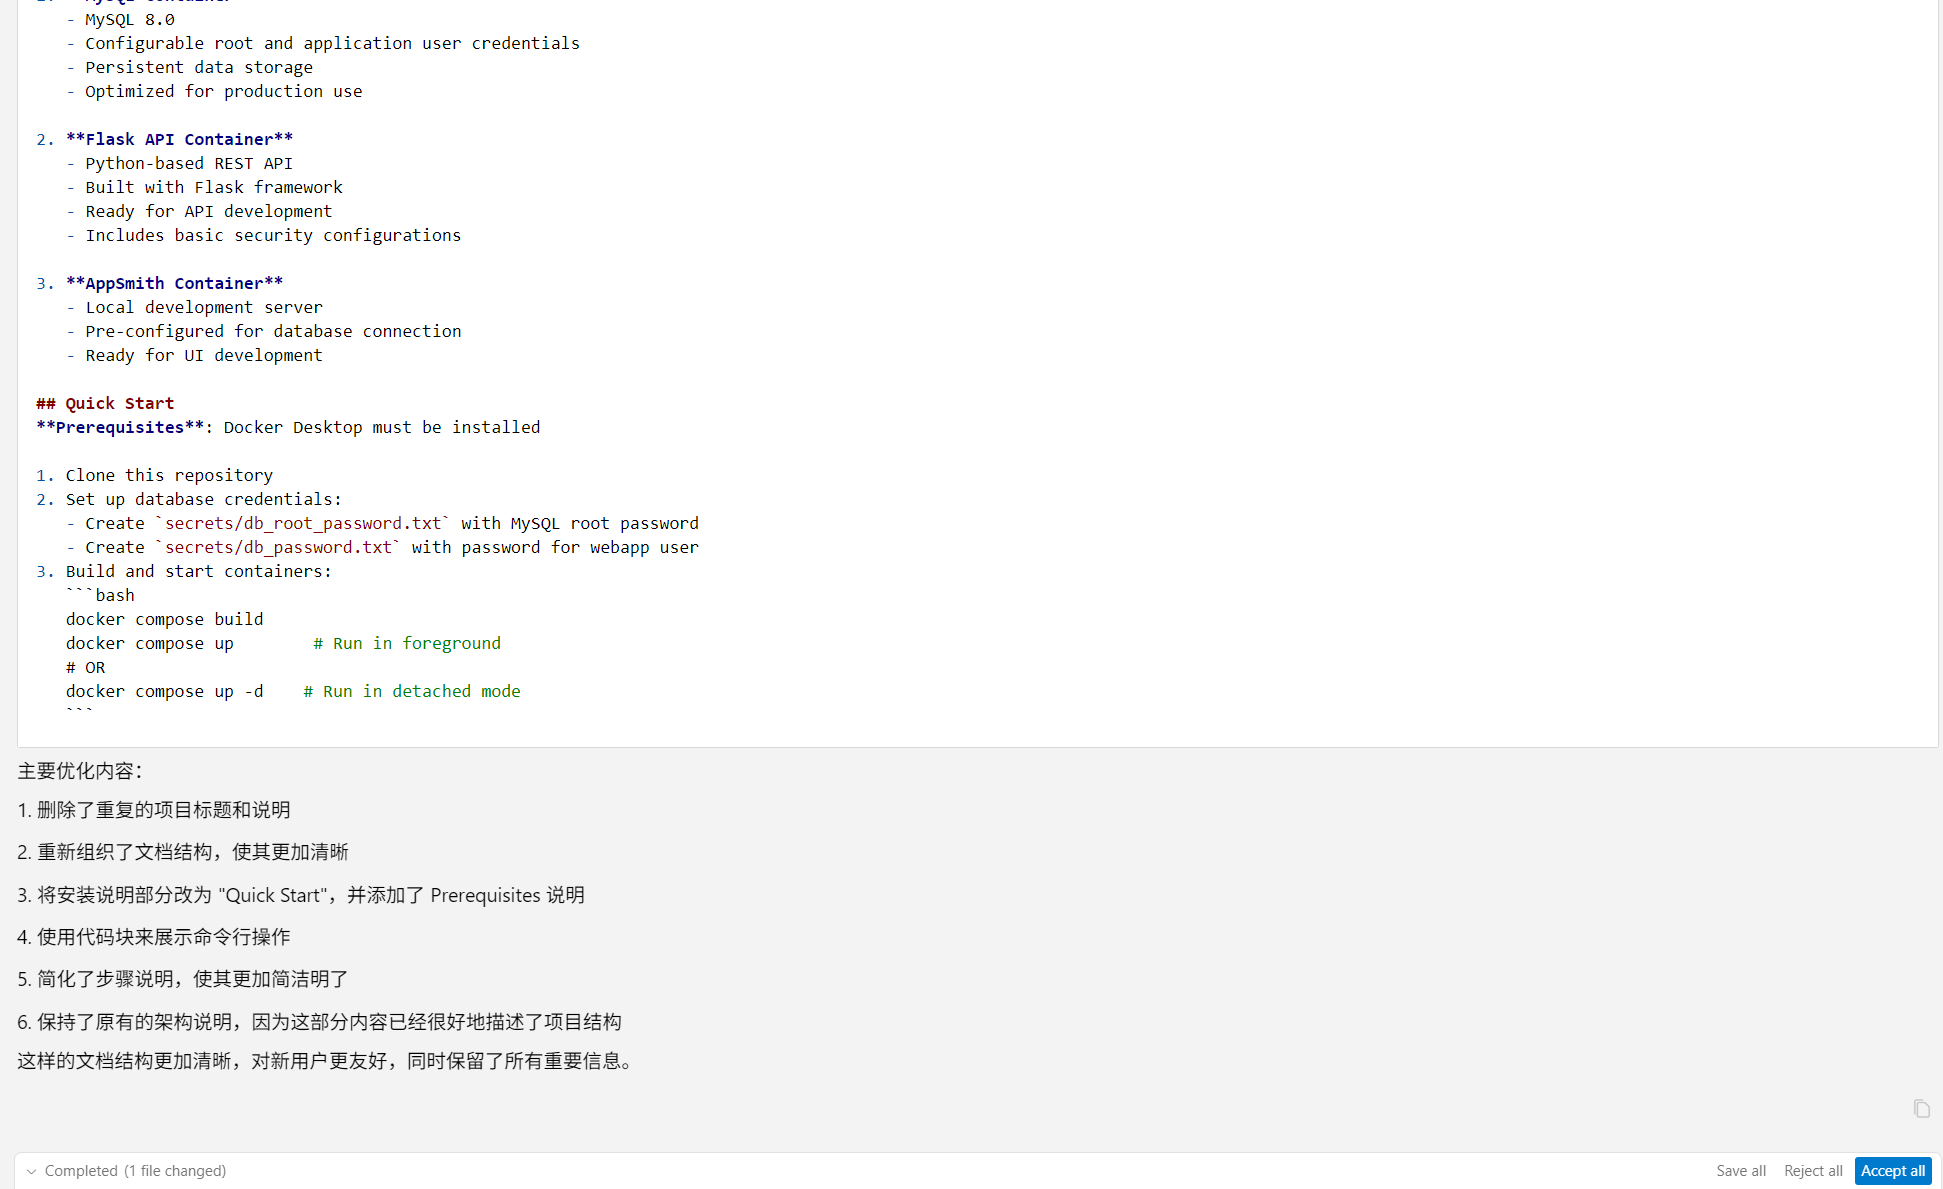 - MySQL 8.0
- Configurable root and application user credentials
- Persistent data storage
- Optimized for production use
2. **Flask API Container**
- Python-based REST API
- Built with Flask framework
- Ready for API development
- Includes basic security configurations
3. **AppSmith Container**
- Local development server
- Pre-configured for database connection
- Ready for UI development
## Quick Start
**Prerequisites**: Docker Desktop must be installed
1. Clone this repository
2. Set up database credentials:
- Create `secrets/db_root_password.txt` with MySQL root password
- Create `secrets/db_password.txt` with password for webapp user
3. Build and start containers:
```bash
docker compose build
docker compose up        # Run in foreground
# OR
docker compose up -d    # Run in detached mode
```
主要优化内容：
1. 删除了重复的项目标题和说明
2. 重新组织了文档结构，使其更加清晰
3. 将安装说明部分改为 "Quick Start"，并添加了 Prerequisites 说明
4. 使用代码块来展示命令行操作
5. 简化了步骤说明，使其更加简洁明了
6. 保持了原有的架构说明，因为这部分内容已经很好地描述了项目结构
这样的文档结构更加清晰，对新用户更友好，同时保留了所有重要信息。
Completed (1 file changed)
Save all Reject all Accept all